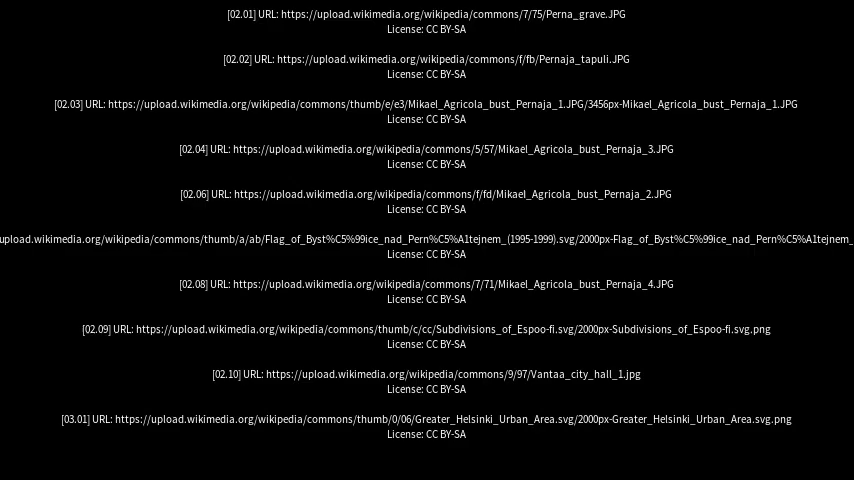 [02.01] URL: https://upload.wikimedia.org/wikipedia/commons/7/75/Perna_grave.JPG
License: CC BY-SA
[02.02] URL: https://upload.wikimedia.org/wikipedia/commons/f/fb/Pernaja_tapuli.JPG
License: CC BY-SA
[02.03] URL: https://upload.wikimedia.org/wikipedia/commons/thumb/e/e3/Mikael_Agricola_bust_Pernaja_1.JPG/3456px-Mikael_Agricola_bust_Pernaja_1.JPG
License: CC BY-SA
[02.04] URL: https://upload.wikimedia.org/wikipedia/commons/5/57/Mikael_Agricola_bust_Pernaja_3.JPG
License: CC BY-SA
[02.06] URL: https://upload.wikimedia.org/wikipedia/commons/f/fd/Mikael_Agricola_bust_Pernaja_2.JPG
License: CC BY-SA
upload.wikimedia.org/wikipedia/commons/thumb/a/ab/Flag_of_Byst%C5%99ice_nad_Pern%C5%A1tejnem_(1995-1999).svg/2000px-Flag_of_Byst%C5%99ice_nad_Pern%C5%A1tejnem_
License: CC BY-SA
[02.08] URL: https://upload.wikimedia.org/wikipedia/commons/7/71/Mikael_Agricola_bust_Pernaja_4.JPG
License: CC BY-SA
[02.09] URL: https://upload.wikimedia.org/wikipedia/commons/thumb/c/cc/Subdivisions_of_Espoo-fi.svg/2000px-Subdivisions_of_Espoo-fi.svg.png
License: CC BY-SA
[02.10] URL: https://upload.wikimedia.org/wikipedia/commons/9/97/Vantaa_city_hall_1.jpg
License: CC BY-SA
[03.01] URL: https://upload.wikimedia.org/wikipedia/commons/thumb/0/06/Greater_Helsinki_Urban_Area.svg/2000px-Greater_Helsinki_Urban_Area.svg.png
License: CC BY-SA